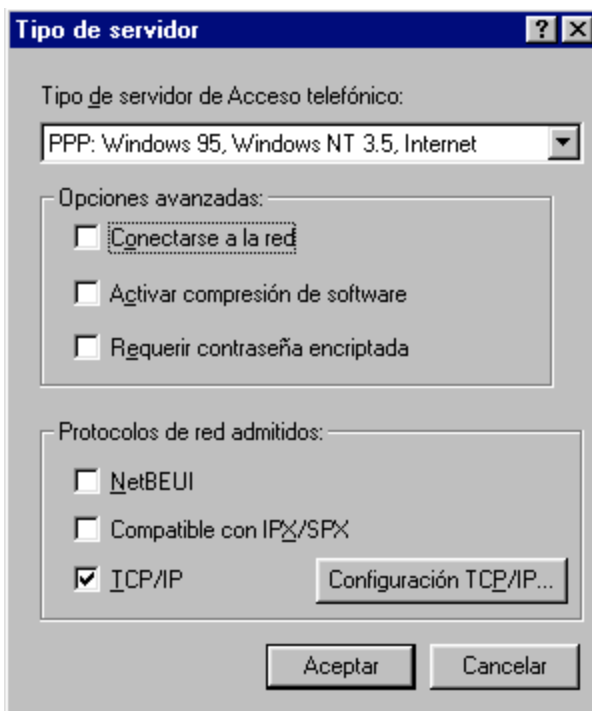 Tipo de servidor
Tipo de servidor de Acceso telefónico:
PPP: Windows 95, Windows NT 3.5, Internet
Opciones avanzadas:
Conectarse a la red
Activar compresión de software
Requerir contraseña encriptada
Protocolos de red admitidos:
NetBEUI
Compatible con IPX/SPX
TCP/IP
Configuración TCP/IP...
Aceptar
Cancelar